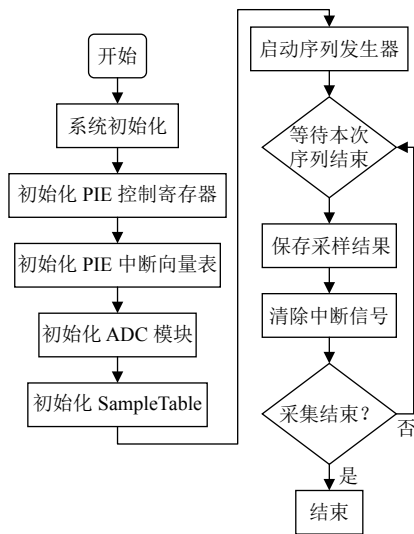 开始
系统初始化
初始化 PIE 控制寄存器
初始化 PIE 中断向量表
初始化 ADC 模块
初始化 SampleTable
启动序列发生器
等待本次
序列结束
保存采样结果
清除中断信号
采集结束？
否
是
结束